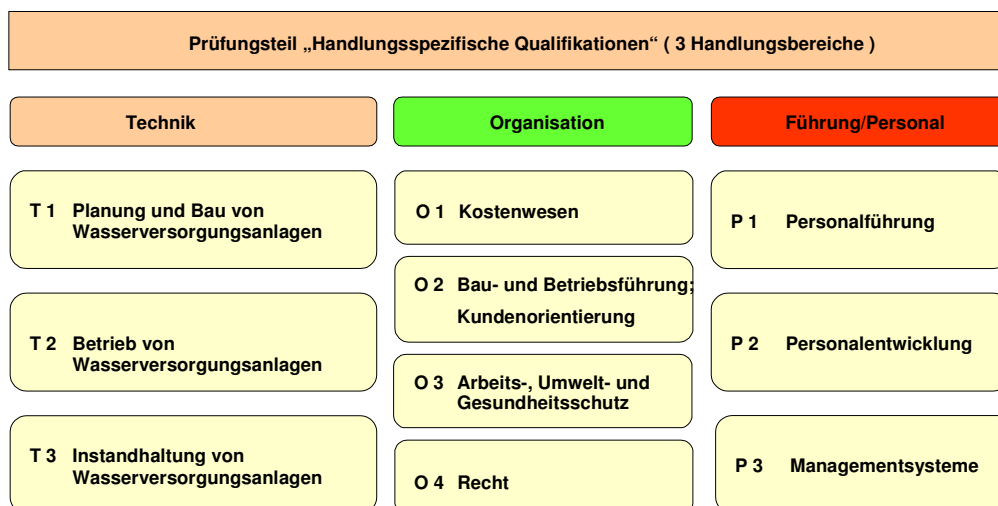 Prüfungsteil „Handlungsspezifische Qualifikationen“ ( 3 Handlungsbereiche )
Technik
Organisation
Führung/Personal
T 1 Planung und Bau von
Wasserversorgungsanlagen
T 2 Betrieb von
Wasserversorgungsanlagen
T 3 Instandhaltung von
Wasserversorgungsanlagen
O 1 Kostenwesen
O 2 Bau- und Betriebsführung;
Kundenorientierung
O 3 Arbeits-, Umwelt- und
Gesundheitsschutz
O 4 Recht
P 1 Personalführung
P 2 Personalentwicklung
P 3 Managementsysteme